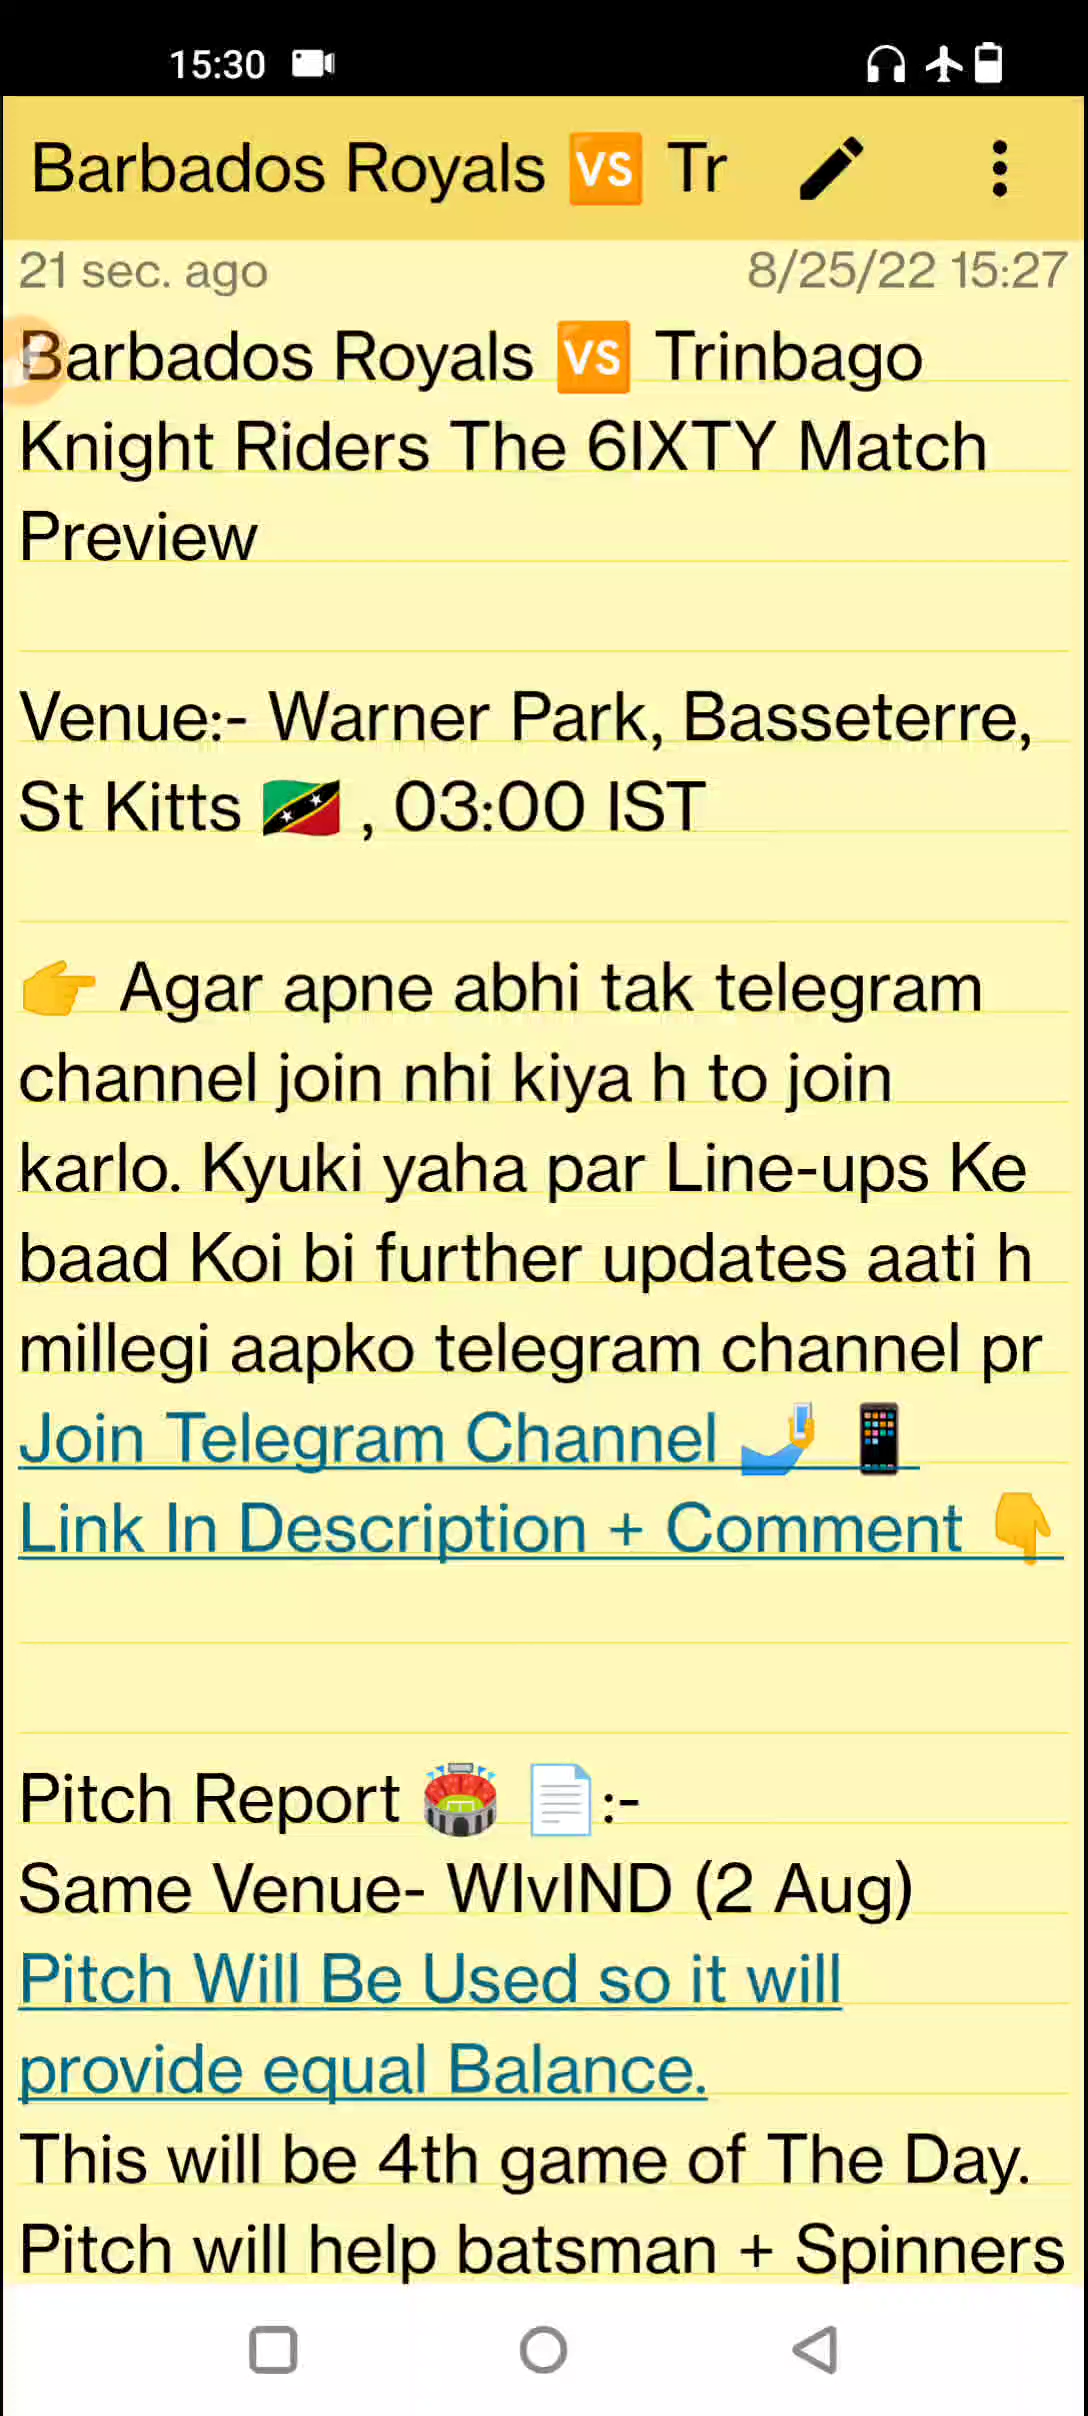 15:30
Barbados Royals 🆚 Tr
21 sec. ago 8/25/22 15:27
Barbados Royals 🆚 Trinbago
Knight Riders The 6IXTY Match
Preview
Venue:- Warner Park, Basseterre,
St Kitts 🇰🇳 , 03:00 IST
👉 Agar apne abhi tak telegram
channel join nhi kiya h to join
karlo. Kyuki yaha par Line-ups Ke
baad Koi bi further updates aati h
millegi aapko telegram channel pr
Join Telegram Channel 🤳 📱
Link In Description + Comment 👇
Pitch Report 🏟️ 📄:-
Same Venue- WIvIND (2 Aug)
Pitch Will Be Used so it will
provide equal Balance.
This will be 4th game of The Day.
Pitch will help batsman + Spinners